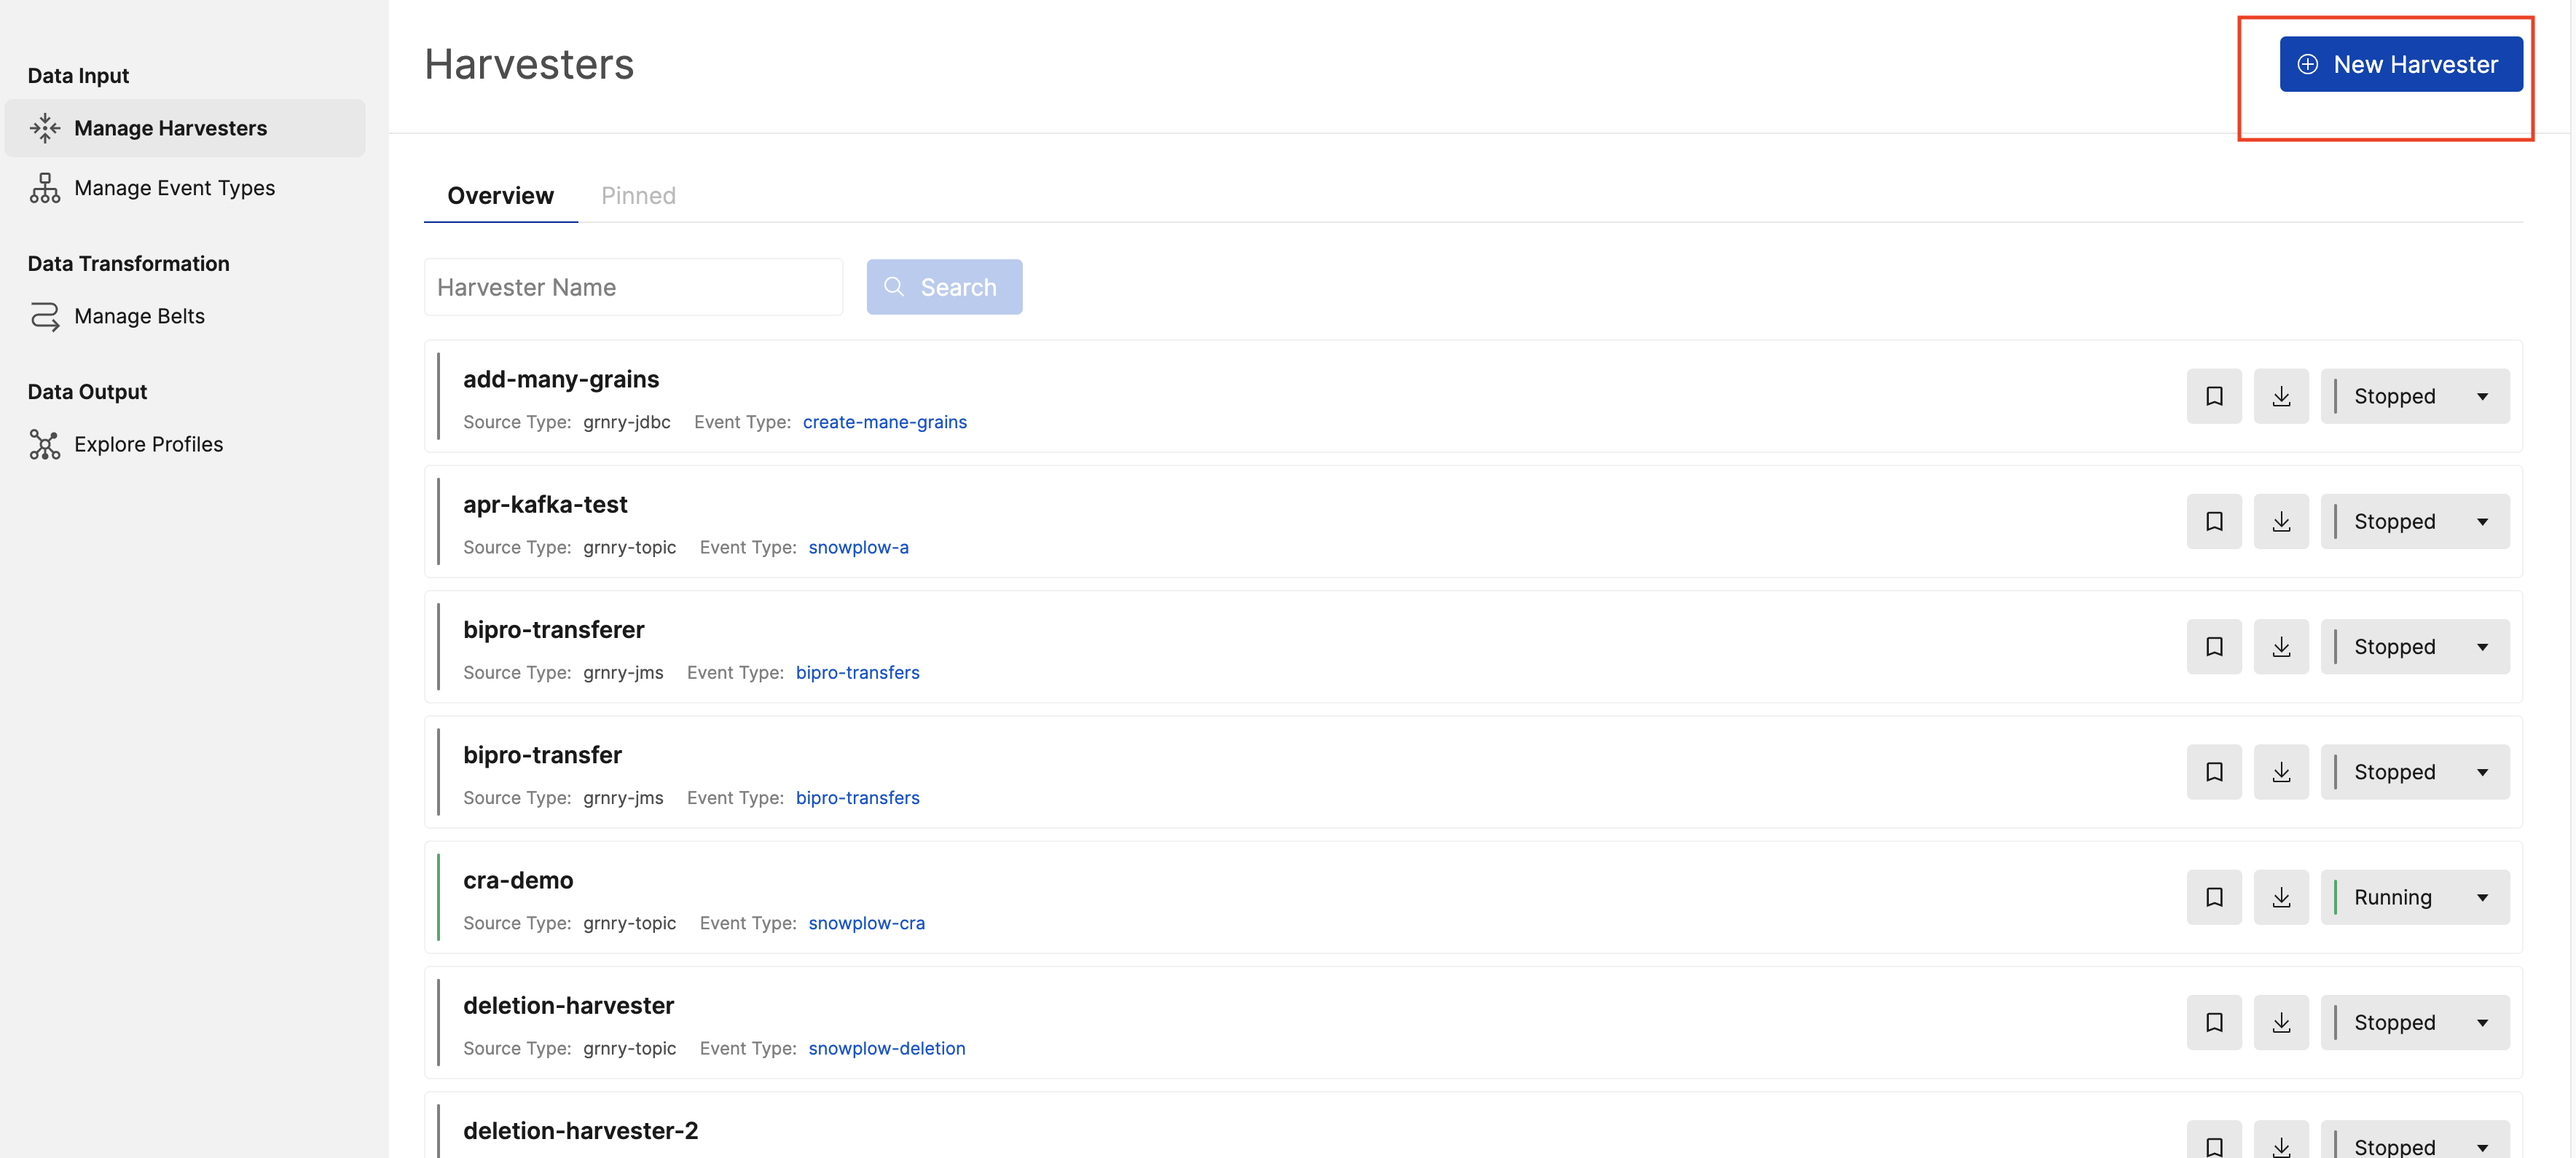 Data Input
Manage Harvesters
Manage Event Types
Data Transformation
Manage Belts
Data Output
Explore Profiles
Harvesters
New Harvester
Overview Pinned
Harvester Name Search
add-many-grains
Source Type: grnry-jdbc Event Type: create-mane-grains
Stopped
apr-kafka-test
Source Type: grnry-topic Event Type: snowplow-a
Stopped
bipro-transferer
Source Type: grnry-jms Event Type: bipro-transfers
Stopped
bipro-transfer
Source Type: grnry-jms Event Type: bipro-transfers
Stopped
cra-demo
Source Type: grnry-topic Event Type: snowplow-cra
Running
deletion-harvester
Source Type: grnry-topic Event Type: snowplow-deletion
Stopped
deletion-harvester-2
Stopped